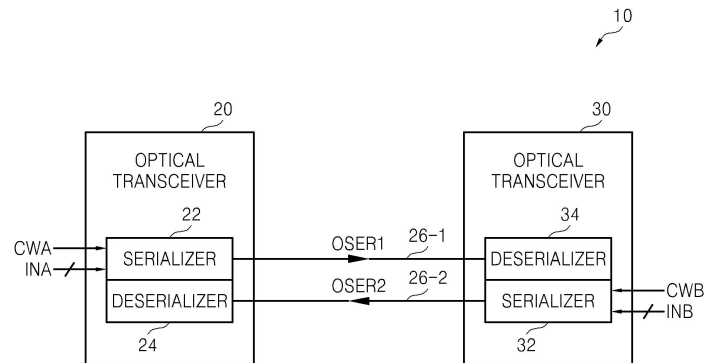 10
20
30
OPTICAL
TRANSCEIVER
OPTICAL
TRANSCEIVER
22
34
CWA
INA
SERIALIZER
OSER1
26-1
DESERIALIZER
DESERIALIZER
OSER2
26-2
SERIALIZER
CWB
INB
24
32